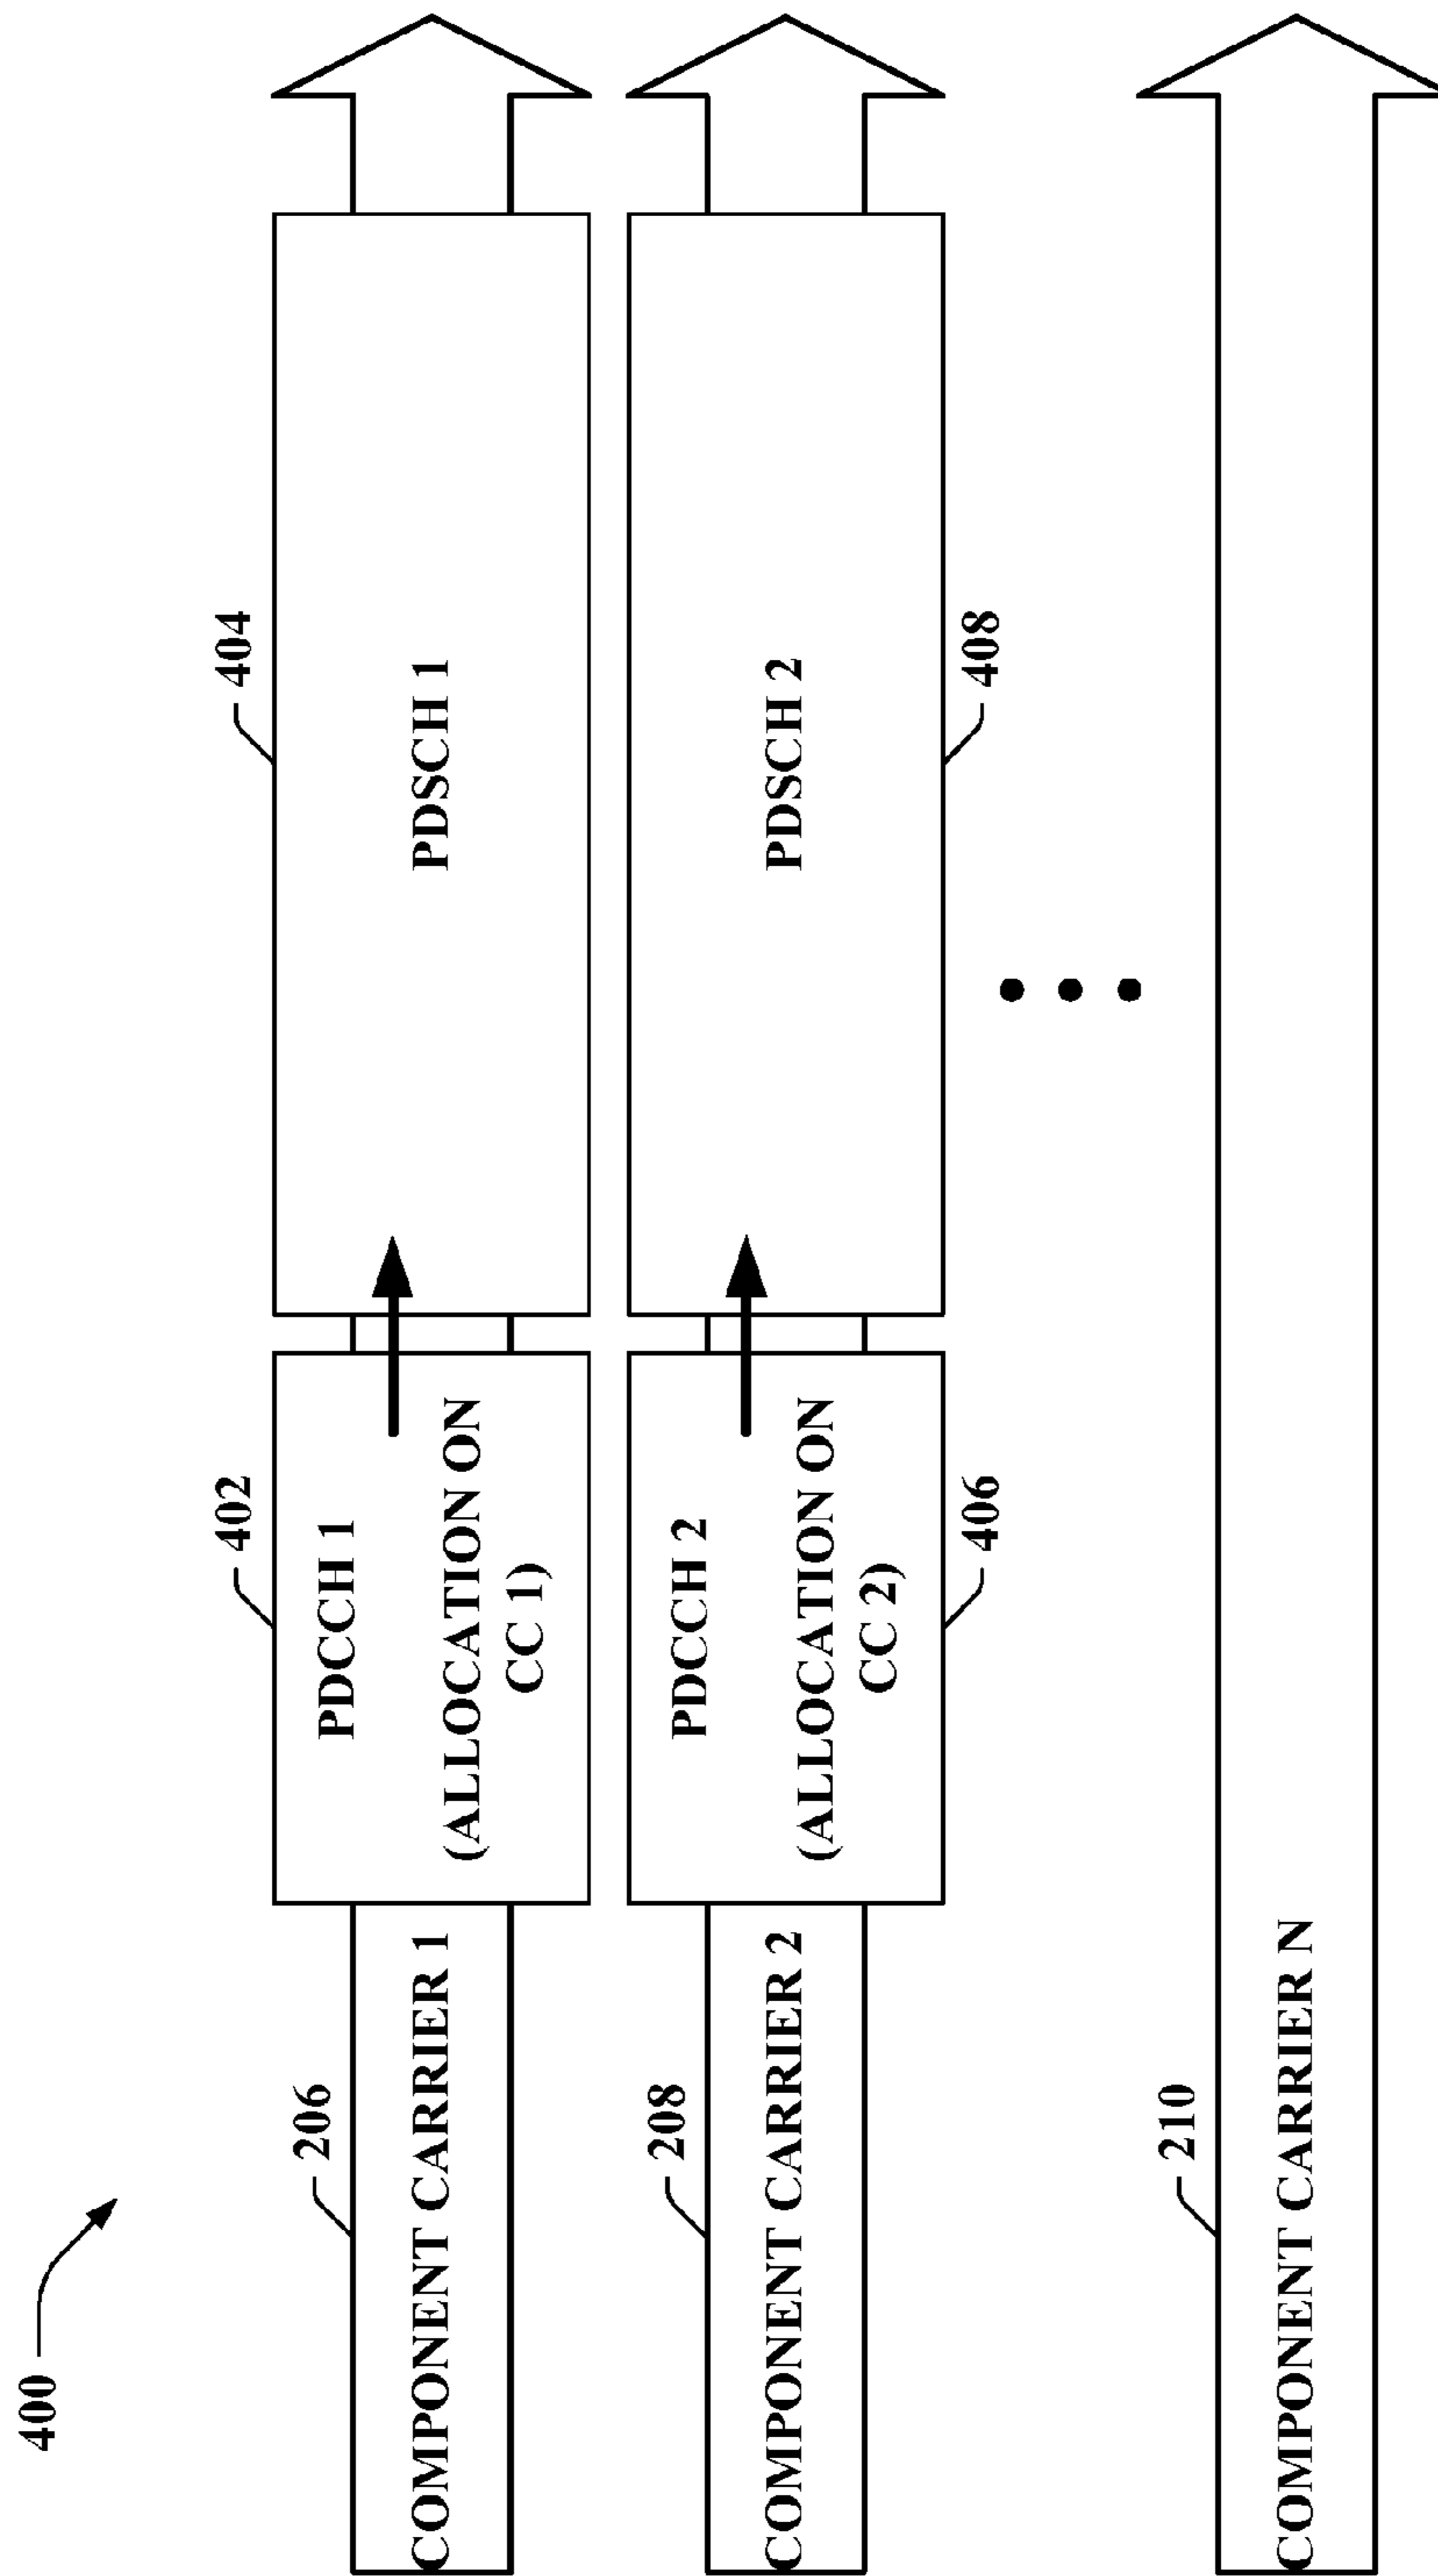 400
206
COMPONENT CARRIER 1
402
PDCCH 1
(ALLOCATION ON
CC 1)
404
PDSCH 1
208
COMPONENT CARRIER 2
PDCCH 2
(ALLOCATION ON
CC 2)
406
PDSCH 2
408
210
COMPONENT CARRIER N